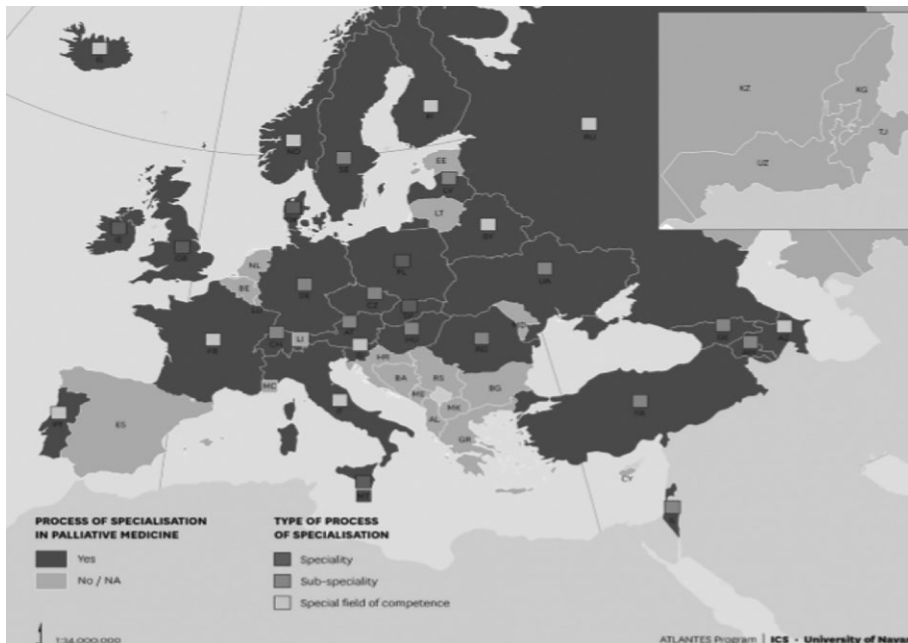 IS
FI
NO
SE
RU
EE
LV
LT
DK
IE
GB
BY
NL
PL
BE
DE
UA
LU
CZ
SK
FR
CH
LI
AT
HU
RO
MD
SI
HR
GE
AZ
AM
BA
RS
MC
ME
BG
MK
AL
IT
PT
ES
GR
TR
CY
MT
IL
KZ
KG
TJ
UZ
PROCESS OF SPECIALISATION
IN PALLIATIVE MEDICINE
Yes
No / NA
TYPE OF PROCESS
OF SPECIALISATION
Speciality
Sub-speciality
Special field of competence
1:34,000,000
ATLANTES Program | ICS - University of Nava